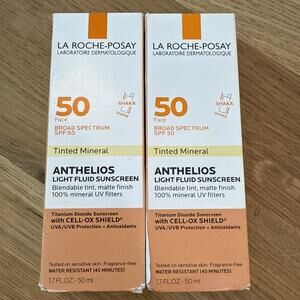 LA ROCHE-POSAY
LABORATOIRE DERMATOLOGIQUE
50
Face
SHAKA
BROAD SPECTRUM
SPF 50
Tinted Mineral
ANTHELIOS
LIGHT FLUID SUNSCREEN
Blendable tint, matte finish
100% mineral UV filters
Titanium Dioxide Sunscreen
with CELL-OX SHIELD®
UVA/UVB Protection + Antioxidants
Tested on sensitive skin. Fragrance-free
WATER RESISTANT (40 MINUTES)
1.7 FL.OZ - 50 ml
LA ROCHE-POSAY
LABORATOIRE DERMATOLOGIQUE
50
Face
SHAKA
BROAD SPECTRUM
SPF 50
Tinted Mineral
ANTHELIOS
LIGHT FLUID SUNSCREEN
Blendable tint, matte finish
100% mineral UV filters
Titanium Dioxide Sunscreen
with CELL-OX SHIELD®
UVA/UVB Protection + Antioxidants
Tested on sensitive skin. Fragrance-free
WATER RESISTANT (40 MINUTES)
1.7 FL.OZ - 50 ml